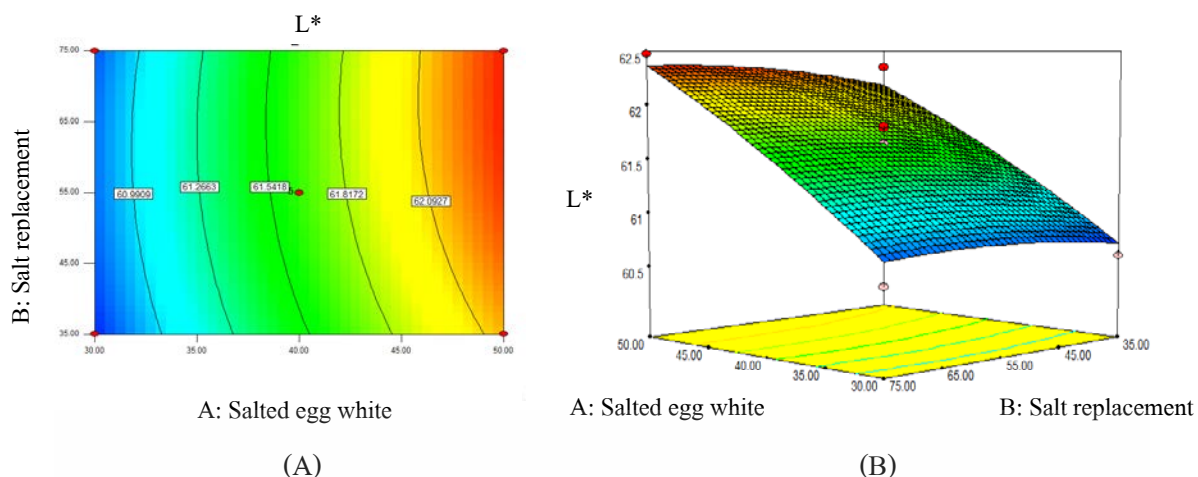 L*
75.00
65.00
55.00
45.00
35.00
B: Salt replacement
60.9909
61.2663
61.5418
61.8172
62.0927
30.00 35.00 40.00 45.00 50.00
A: Salted egg white
(A)
62.5
62
61.5
61
60.5
L*
50.00
45.00
40.00
35.00
30.00
75.00
65.00
55.00
45.00
35.00
A: Salted egg white
B: Salt replacement
(B)